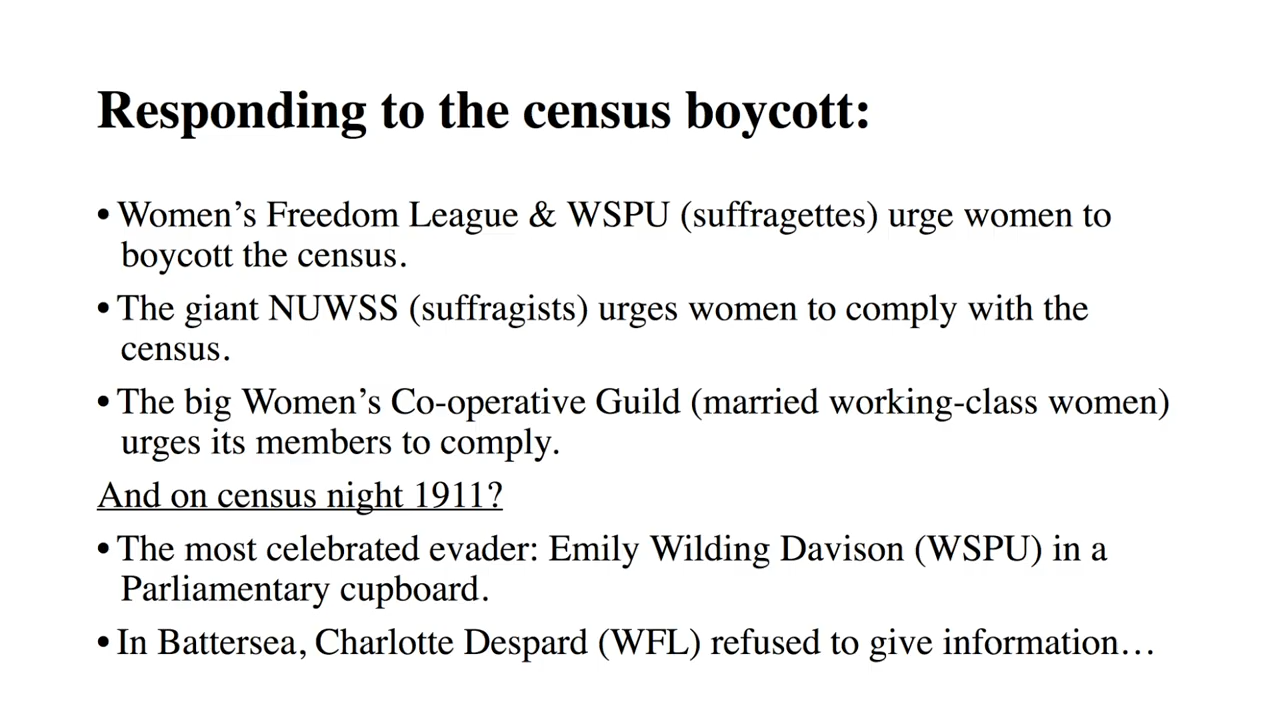 Responding to the census boycott:
• Women’s Freedom League & WSPU (suffragettes) urge women to
boycott the census.
• The giant NUWSS (suffragists) urges women to comply with the
census.
• The big Women’s Co-operative Guild (married working-class women)
urges its members to comply.
And on census night 1911?
• The most celebrated evader: Emily Wilding Davison (WSPU) in a
Parliamentary cupboard.
• In Battersea, Charlotte Despard (WFL) refused to give information…